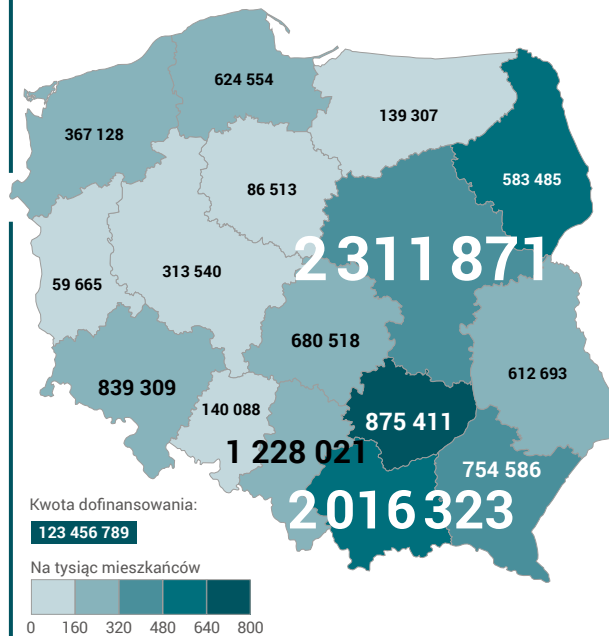 624 554
367 128
139 307
86 513
583 485
2 311 871
59 665
313 540
680 518
612 693
839 309
140 088
875 411
1 228 021
754 586
2 016 323
Kwota dofinansowania:
123 456 789
Na tysiąc mieszkańców
0 160 320 480 640 800